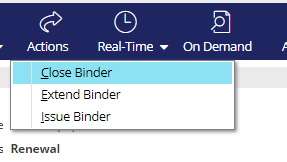 Actions Real-Time On Demand
Close Binder
Extend Binder
Issue Binder
Renewal